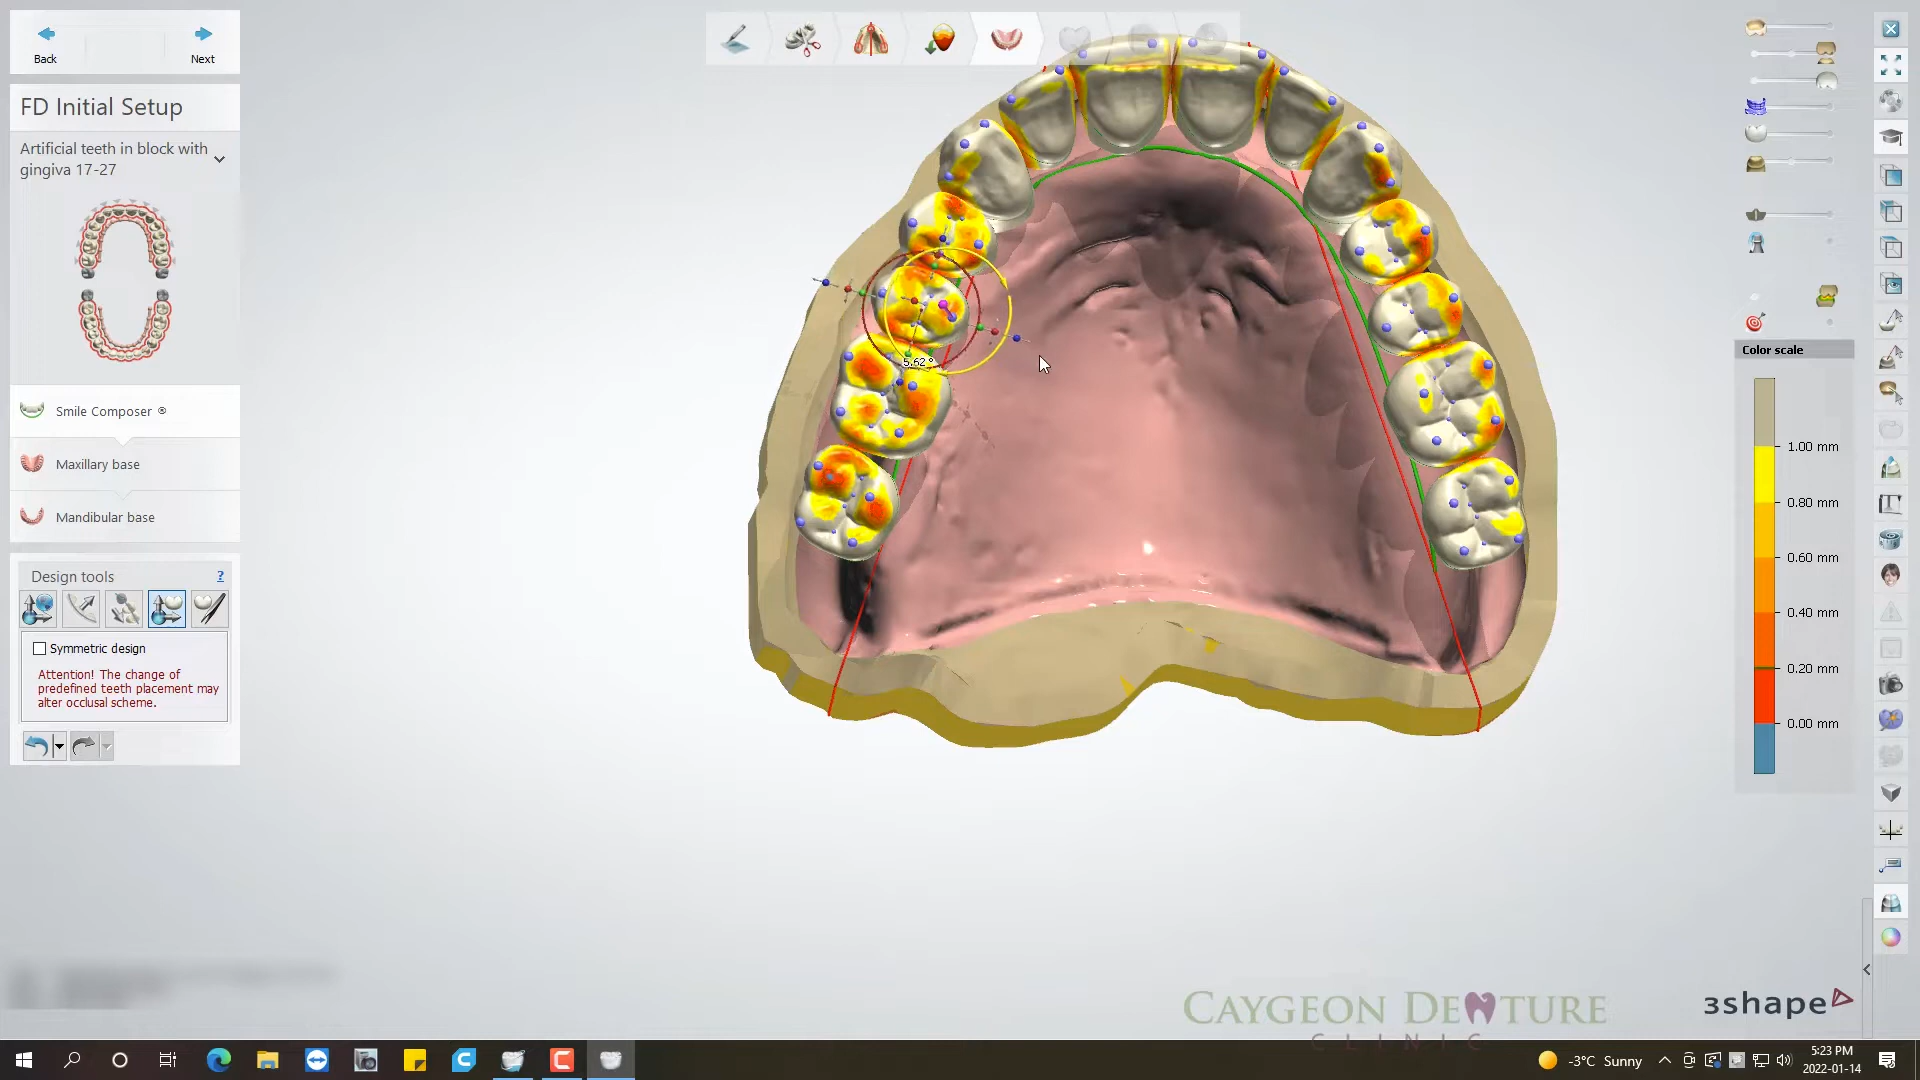 Back
Next
FD Initial Setup
Artificial teeth in block with
gingiva 17-27
Smile Composer ®
Maxillary base
Mandibular base
Design tools
?
Symmetric design
Attention! The change of
predefined teeth placement may
alter occlusal scheme.
5.62°
Color scale
1.00 mm
0.80 mm
0.60 mm
0.40 mm
0.20 mm
0.00 mm
CAYGEON DENTURE
CLINIC
3shape
-3°C Sunny
5:23 PM
2022-01-14